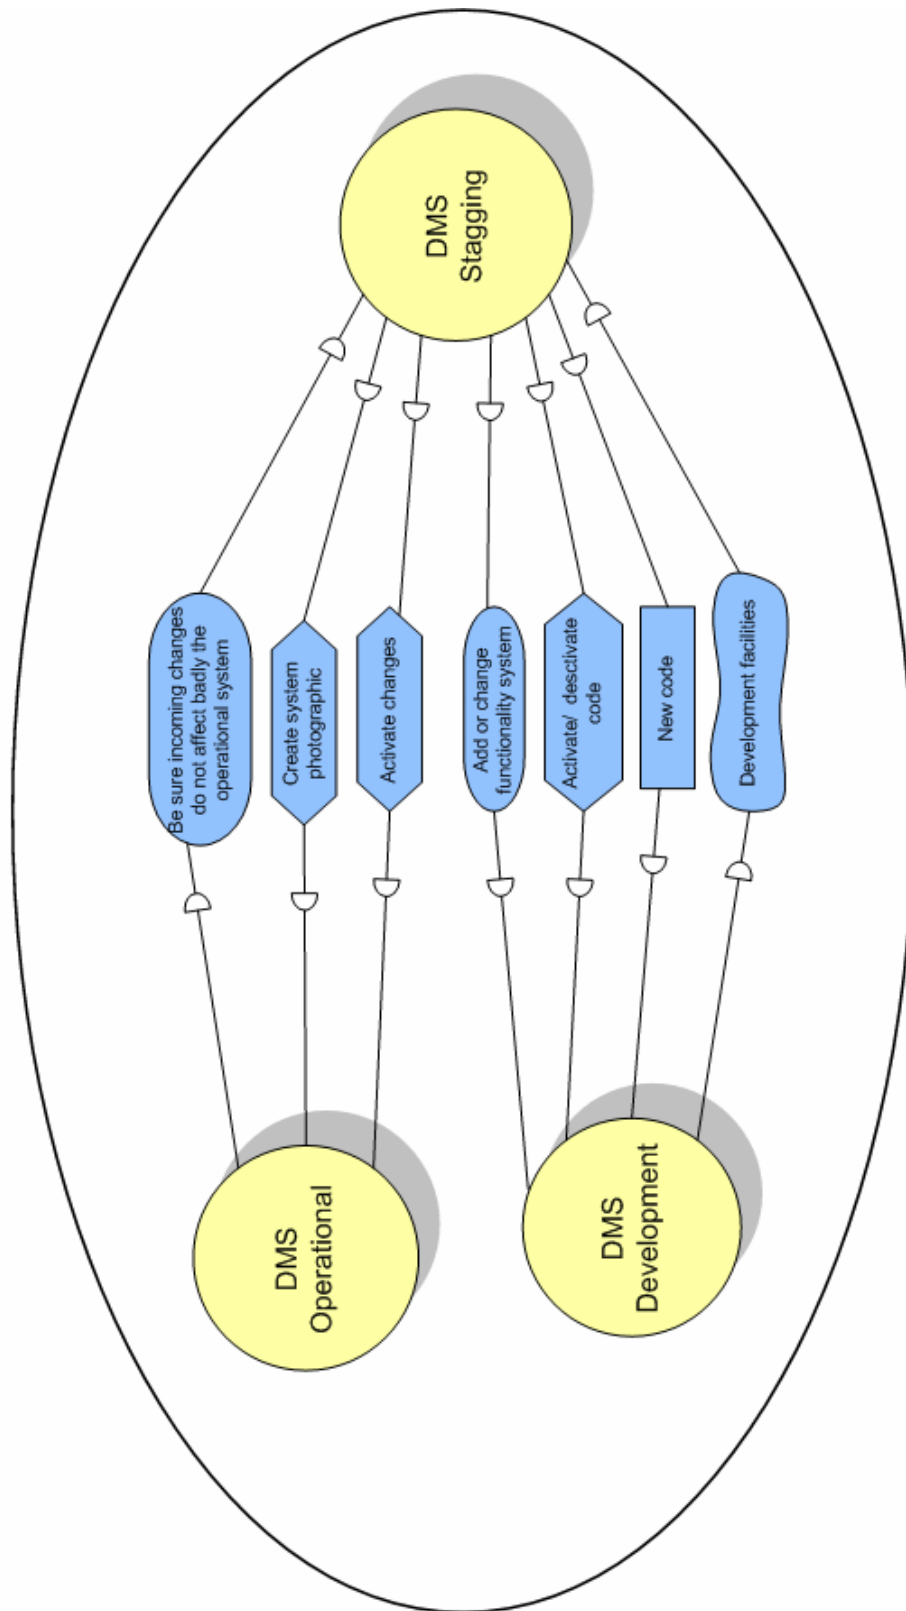 DMS
Operational
Be sure incoming changes
do not affect badly the
operational system
Create system
photographic
Activate changes
DMS
Stagging
Add or change
functionality system
Activate/ desctivate
code
New code
Development facilities
DMS
Development